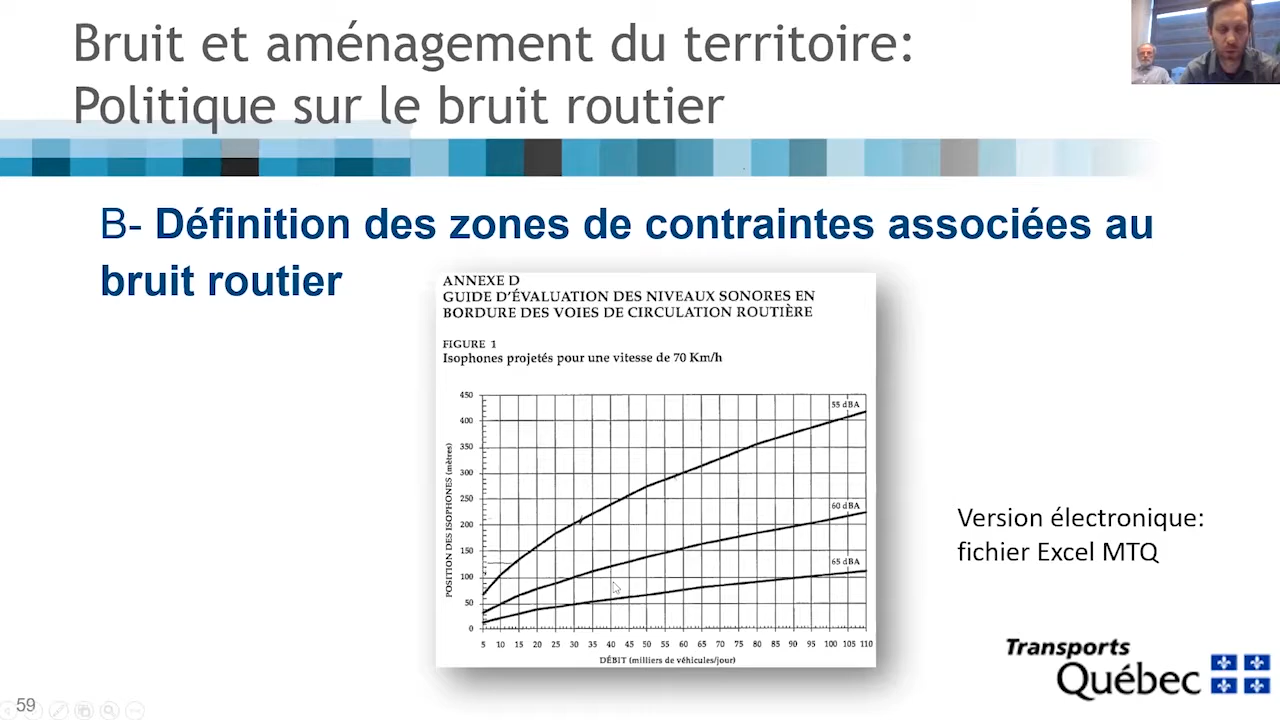 Bruit et aménagement du territoire:
Politique sur le bruit routier
B- Définition des zones de contraintes associées au
bruit routier
ANNEXE D
GUIDE D'ÉVALUATION DES NIVEAUX SONORES EN
BORDURE DES VOIES DE CIRCULATION ROUTIÈRE
FIGURE 1
Isophones projetés pour une vitesse de 70 Km/h
POSITION DES ISOPHONES (mètres)
450
400
350
300
250
200
150
100
50
0
55 dBA
60 dBA
65 dBA
5 10 15 20 25 30 35 40 45 50 55 60 65 70 75 80 85 90 95 100 105 110
DÉBIT (milliers de véhicules/jour)
Version électronique:
fichier Excel MTQ
Transports
Québec
59